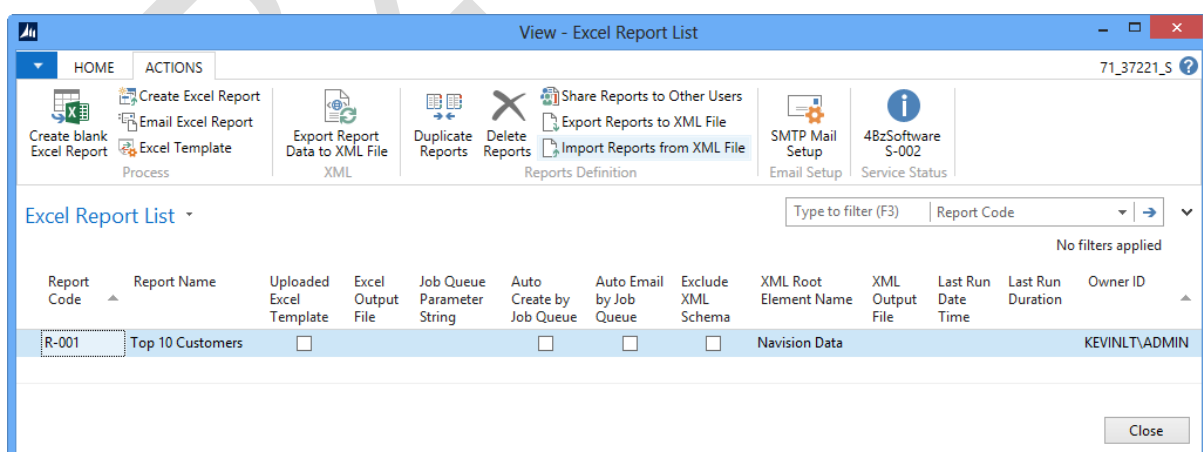 View - Excel Report List
HOME ACTIONS 71_37221_S
Create blank Excel Report
Create Excel Report
Email Excel Report
Excel Template
Process
Export Report Data to XML File
XML
Duplicate Reports
Delete Reports
Share Reports to Other Users
Export Reports to XML File
Import Reports from XML File
Reports Definition
SMTP Mail Setup
Email Setup
4BzSoftware S-002
Service Status
Excel Report List
Type to filter (F3) Report Code
No filters applied
Report Code
Report Name
Uploaded Excel Template
Excel Output File
Job Queue Parameter String
Auto Create by Job Queue
Auto Email by Job Queue
Exclude XML Schema
XML Root Element Name
XML Output File
Last Run Date Time
Last Run Duration
Owner ID
R-001 Top 10 Customers Navision Data KEVINLT\ADMIN
Close